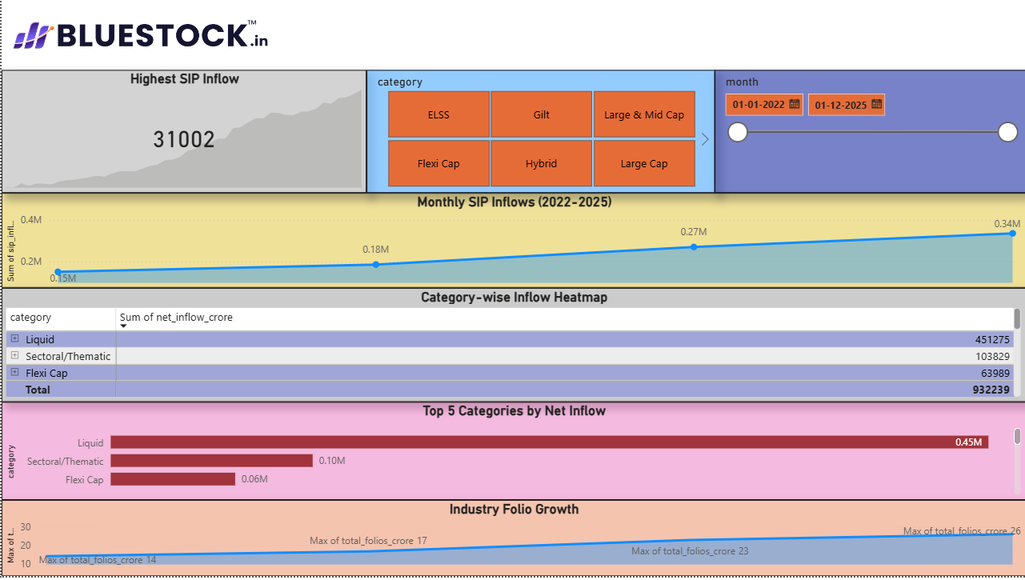 BLUESTOCK.in
TM
Highest SIP Inflow
31002
category
ELSS
Gilt
Large & Mid Cap
Flexi Cap
Hybrid
Large Cap
month
01-01-2022
01-12-2025
Monthly SIP Inflows (2022-2025)
Sum of sip_infl...
0.4M
0.2M
0.15M
0.18M
0.27M
0.34M
Category-wise Inflow Heatmap
category
Sum of net_inflow_crore
Liquid 451275
Sectoral/Thematic 103829
Flexi Cap 63989
Total 932239
Top 5 Categories by Net Inflow
category
Liquid 0.45M
Sectoral/Thematic 0.10M
Flexi Cap 0.06M
Industry Folio Growth
Max of t...
30
20
10
Max of total_folios_crore 14
Max of total_folios_crore 17
Max of total_folios_crore 23
Max of total_folios_crore 26